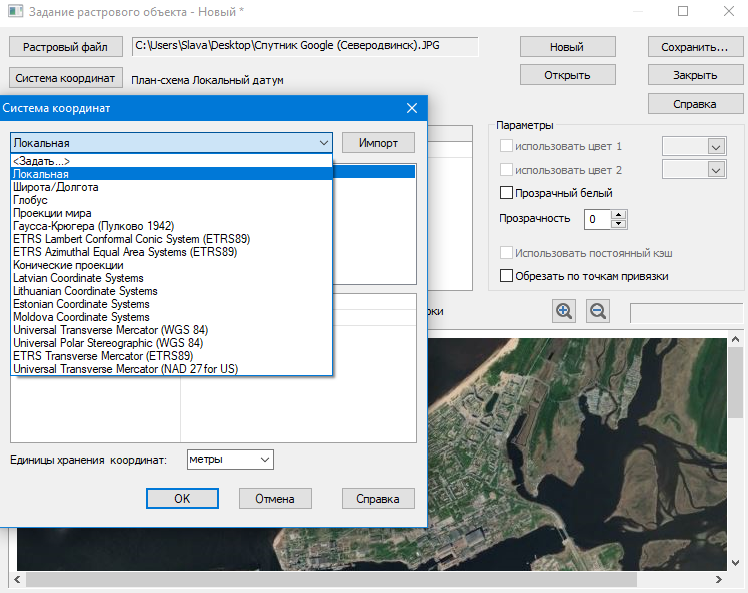 Задание растрового объекта - Новый *
Растровый файл
C:\Users\Slava\Desktop\Спутник Google (Северодвинск).JPG
Новый
Сохранить...
Система координат
План-схема Локальный датум
Открыть
Закрыть
Справка
Система координат
Локальная
Импорт
<Задать...>
Локальная
Широта/Долгота
Глобус
Проекции мира
Гаусса-Крюгера (Пулково 1942)
ETRS Lambert Conformal Conic System (ETRS89)
ETRS Azimuthal Equal Area Systems (ETRS89)
Конические проекции
Latvian Coordinate Systems
Lithuanian Coordinate Systems
Estonian Coordinate Systems
Moldova Coordinate Systems
Universal Transverse Mercator (WGS 84)
Universal Polar Stereographic (WGS 84)
ETRS Transverse Mercator (ETRS89)
Universal Transverse Mercator (NAD 27 for US)
Единицы хранения координат:
метры
OK
Отмена
Справка
Параметры
использовать цвет 1
использовать цвет 2
Прозрачный белый
Прозрачность
0
Использовать постоянный кэш
Обрезать по точкам привязки
рки